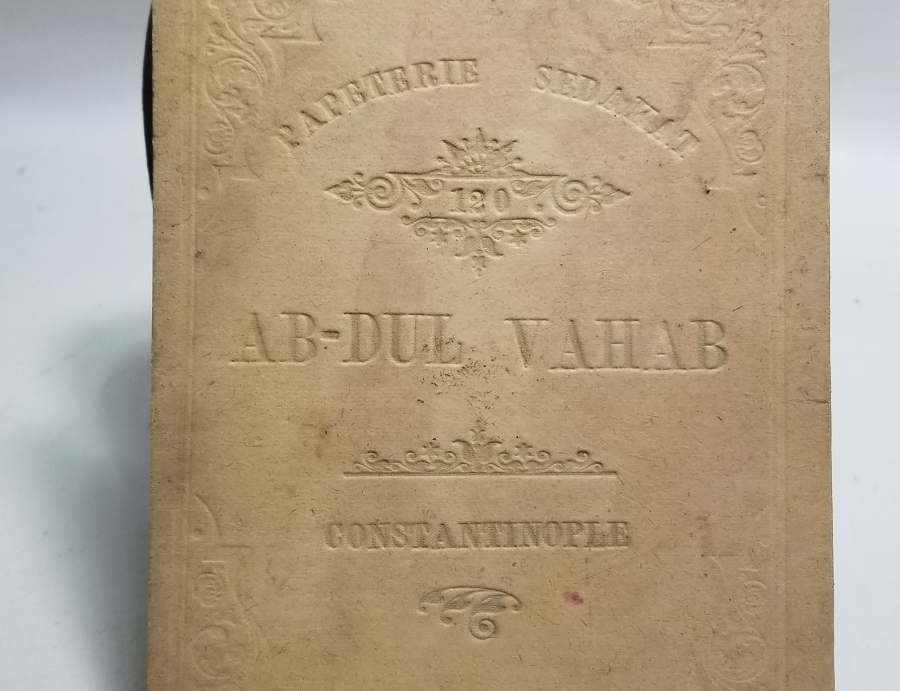 PAPETERIE SEDAKAT
120
AB-DUL VAHAB
CONSTANTINOPLE